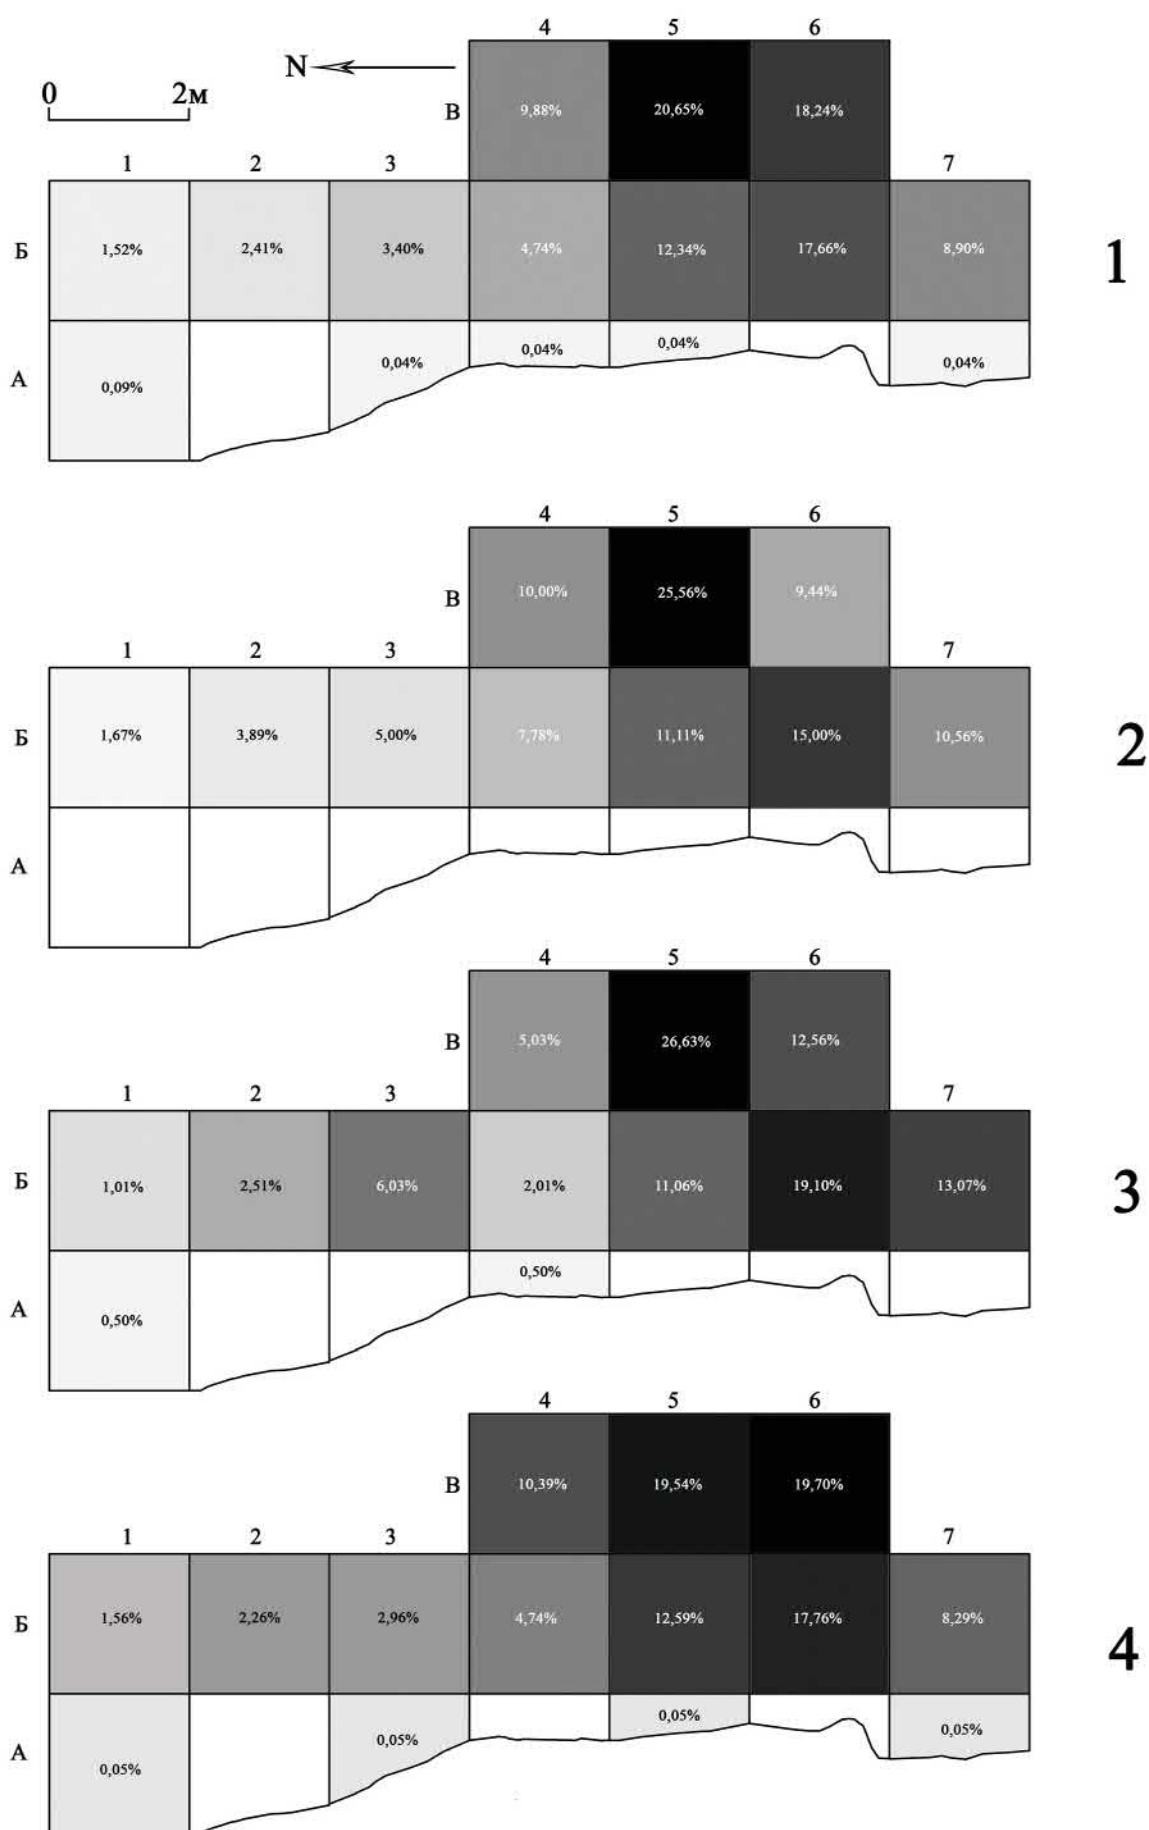 4 5 6
N
0 2м
В 9,88% 20,65% 18,24%
1 2 3 7
Б 1,52% 2,41% 3,40% 4,74% 12,34% 17,66% 8,90%
1
А 0,09% 0,04% 0,04% 0,04% 0,04%
4 5 6
В 10,00% 25,56% 9,44%
1 2 3 7
Б 1,67% 3,89% 5,00% 7,78% 11,11% 15,00% 10,56%
2
А
4 5 6
В 5,03% 26,63% 12,56%
1 2 3 7
Б 1,01% 2,51% 6,03% 2,01% 11,06% 19,10% 13,07%
3
А 0,50% 0,50%
4 5 6
В 10,39% 19,54% 19,70%
1 2 3 7
Б 1,56% 2,26% 2,96% 4,74% 12,59% 17,76% 8,29%
4
А 0,05% 0,05% 0,05% 0,05%